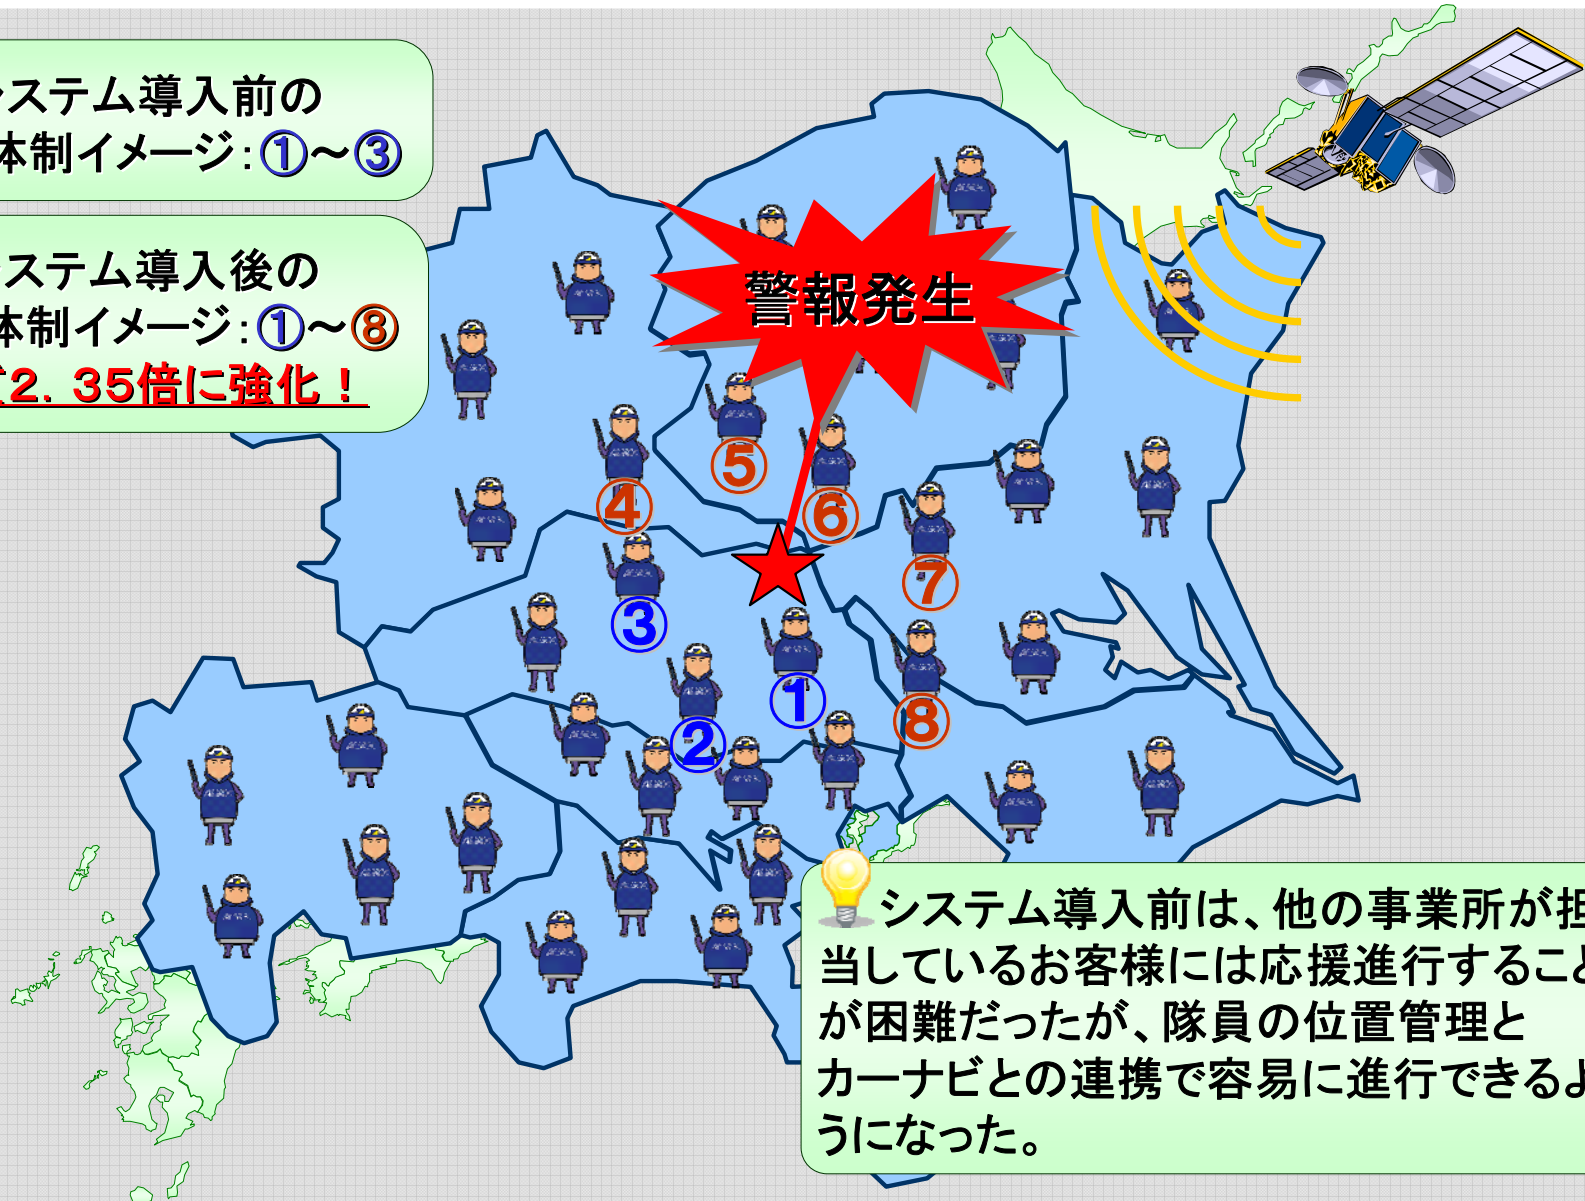 ステム導入前の
体制イメージ：①～③
ステム導入後の
体制イメージ：①～⑧
2．35倍に強化！
警報発生
⑤
④
⑥
⑦
③
①
⑧
②
システム導入前は、他の事業所が担
当しているお客様には応援進行すること
が困難だったが、隊員の位置管理と
カーナビとの連携で容易に進行できるよ
うになった。